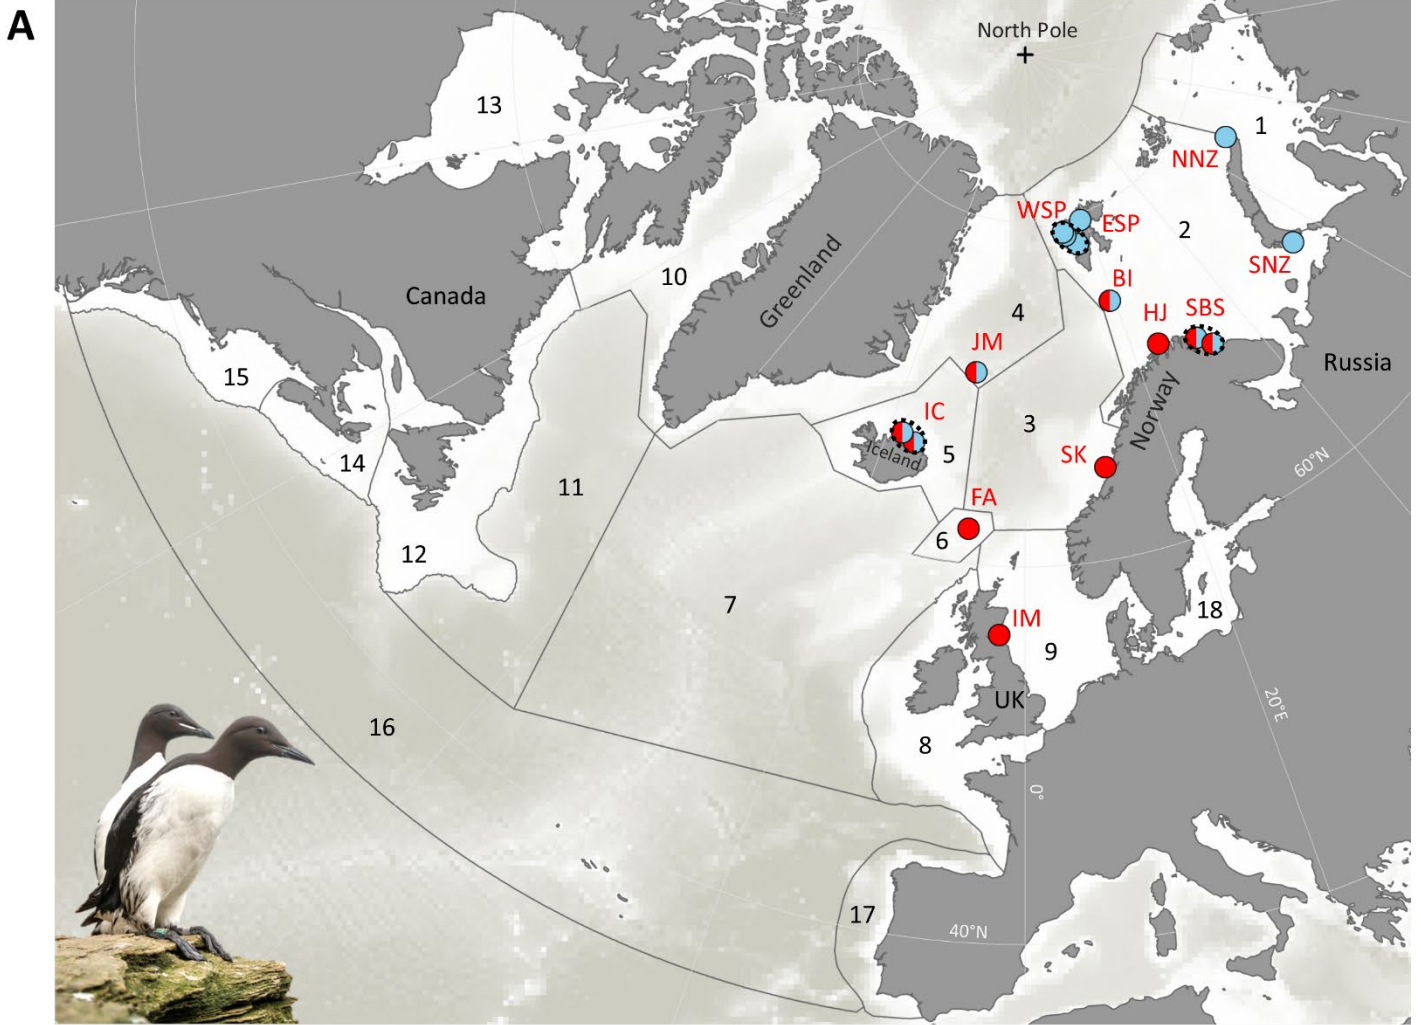 A
North Pole
13
1
NNZ
WSP
ESP
2
SNZ
10
Canada
Greenland
BI
4
HJ
SBS
JM
Russia
15
IC
3
Norway
5
Iceland
SK
14
60°N
11
FA
12
6
7
18
IM
9
UK
20°E
16
8
0°
17
40°N